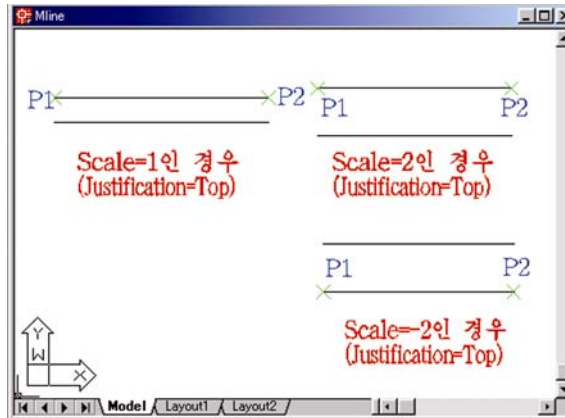 Mline
P1 P2
P1 P2
Scale=1인 경우
(Justification=Top)
Scale=2인 경우
(Justification=Top)
P1 P2
Scale=-2인 경우
(Justification=Top)
Y
W
X
Model Layout1 Layout2